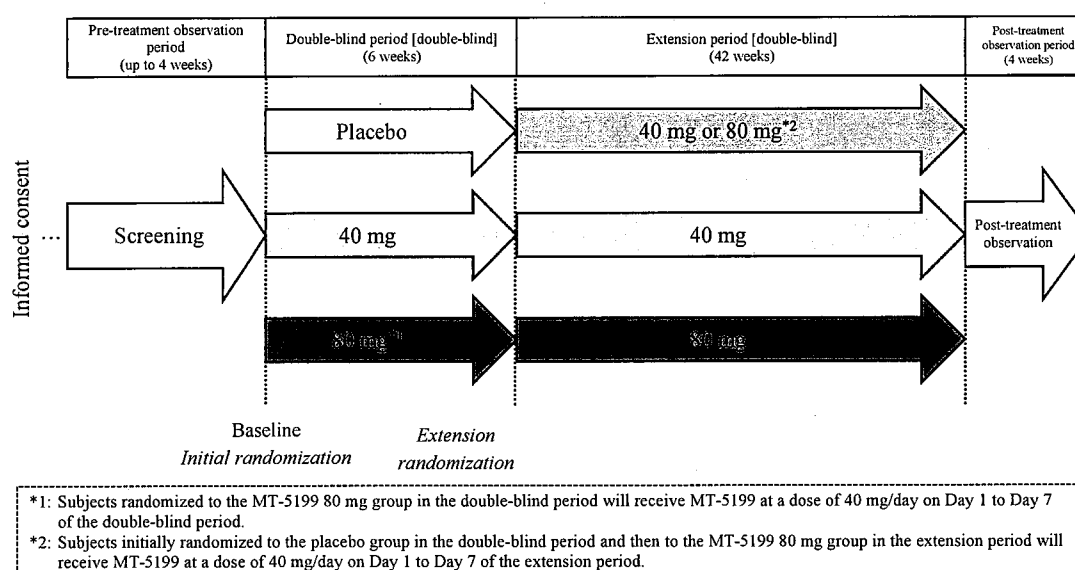 Pre-treatment observation
period
(up to 4 weeks)
Double-blind period [double-blind]
(6 weeks)
Extension period [double-blind]
(42 weeks)
Post-treatment
observation period
(4 weeks)
Informed consent
...
Screening
Placebo
40 mg or 80 mg*2
40 mg
40 mg
Post-treatment
observation
80 mg*1
80 mg
Baseline
Initial randomization
Extension
randomization
*1: Subjects randomized to the MT-5199 80 mg group in the double-blind period will receive MT-5199 at a dose of 40 mg/day on Day 1 to Day 7
of the double-blind period.
*2: Subjects initially randomized to the placebo group in the double-blind period and then to the MT-5199 80 mg group in the extension period will
receive MT-5199 at a dose of 40 mg/day on Day 1 to Day 7 of the extension period.